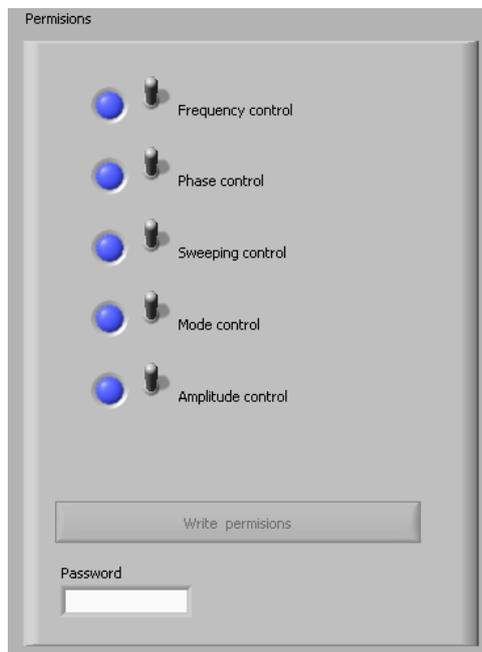 Permisions
Frequency control
Phase control
Sweeping control
Mode control
Amplitude control
Write permisions
Password